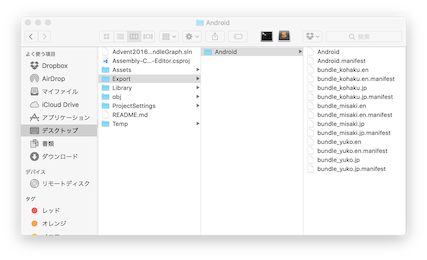 Android
検索
よく使う項目
Dropbox
AirDrop
マイファイル
iCloud Drive
アプリケーション
デスクトップ
書類
ダウンロード
デバイス
リモートディスク
タグ
レッド
オレンジ
Advent2016...ndleGraph.sln
Assembly-C...-Editor.csproj
Assets
Export
Library
obj
ProjectSettings
README.md
Temp
Android
Android
Android.manifest
bundle_kohaku.en
bundle_kohaku.en.manifest
bundle_kohaku.jp
bundle_kohaku.jp.manifest
bundle_misaki.en
bundle_misaki.en.manifest
bundle_misaki.jp
bundle_misaki.jp.manifest
bundle_yuko.en
bundle_yuko.en.manifest
bundle_yuko.jp
bundle_yuko.jp.manifest